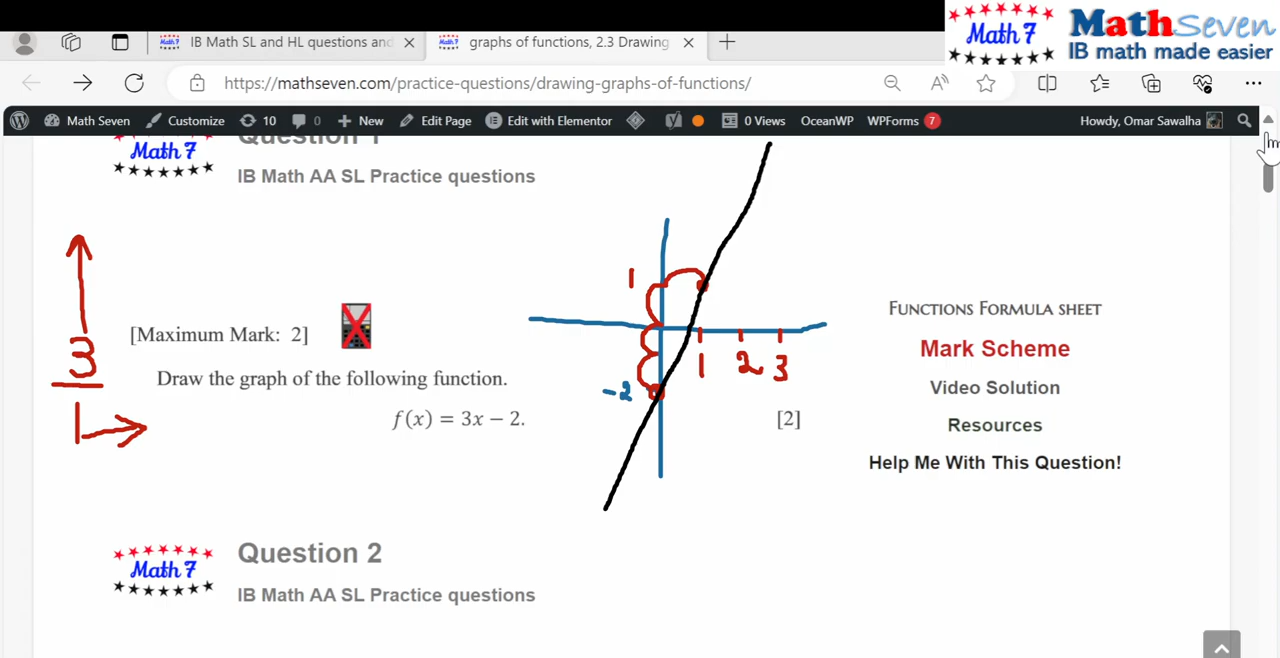 Math 7
MathSeven
IB math made easier
IB Math SL and HL questions and
graphs of functions, 2.3 Drawing
https://mathseven.com/practice-questions/drawing-graphs-of-functions/
Math Seven
Customize
10
0
New
Edit Page
Edit with Elementor
0 Views
OceanWP
WPForms 7
Howdy, Omar Sawalha
Math 7
Question 1
IB Math AA SL Practice questions
3
1
[Maximum Mark: 2]
Draw the graph of the following function.
f(x) = 3x − 2.
[2]
1
-2
1 2 3
Functions Formula sheet
Mark Scheme
Video Solution
Resources
Help Me With This Question!
Math 7
Question 2
IB Math AA SL Practice questions